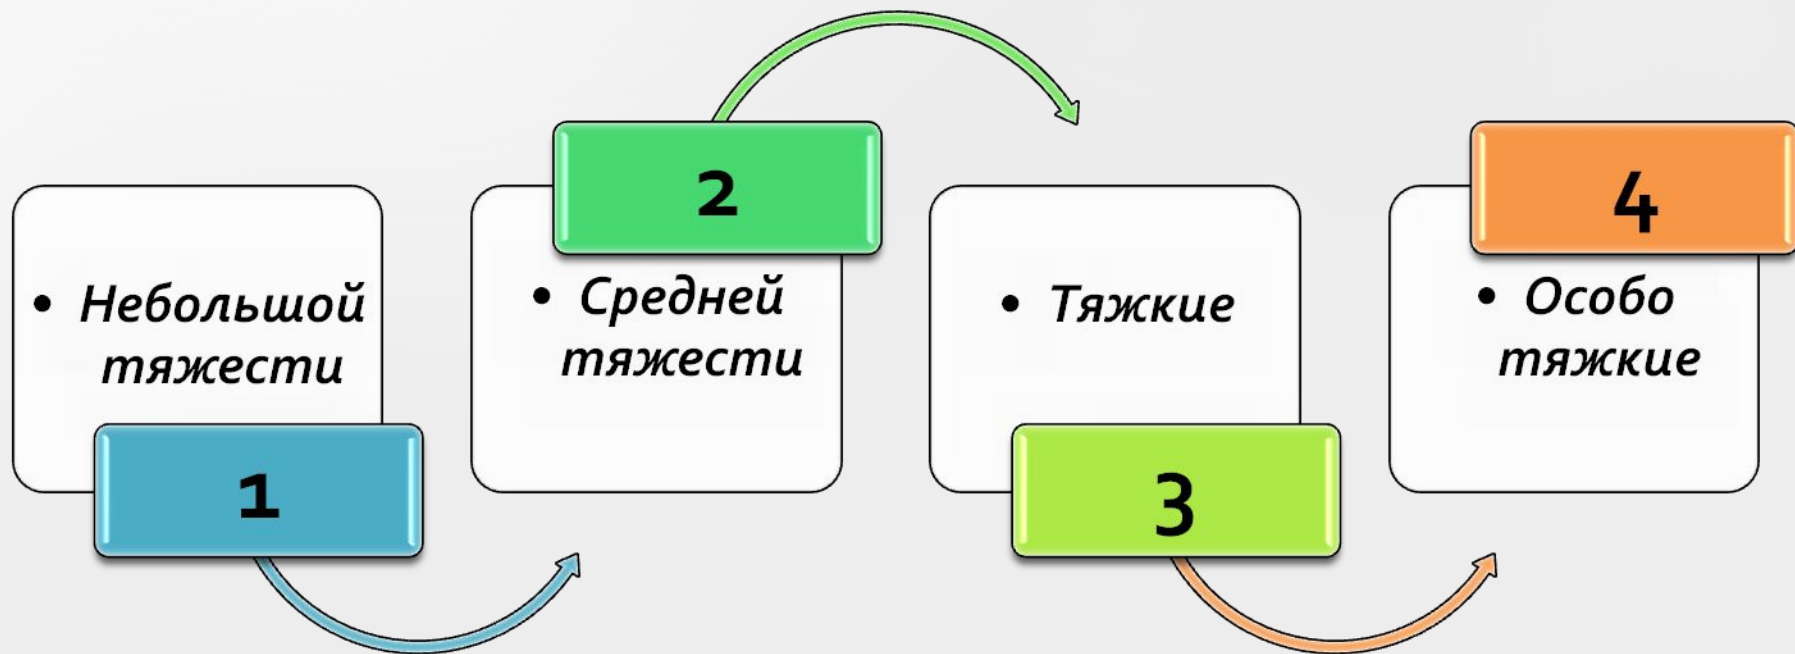 • Небольшой
тяжести
1
2
• Средней
тяжести
• Тяжкие
3
4
• Особо
тяжкие